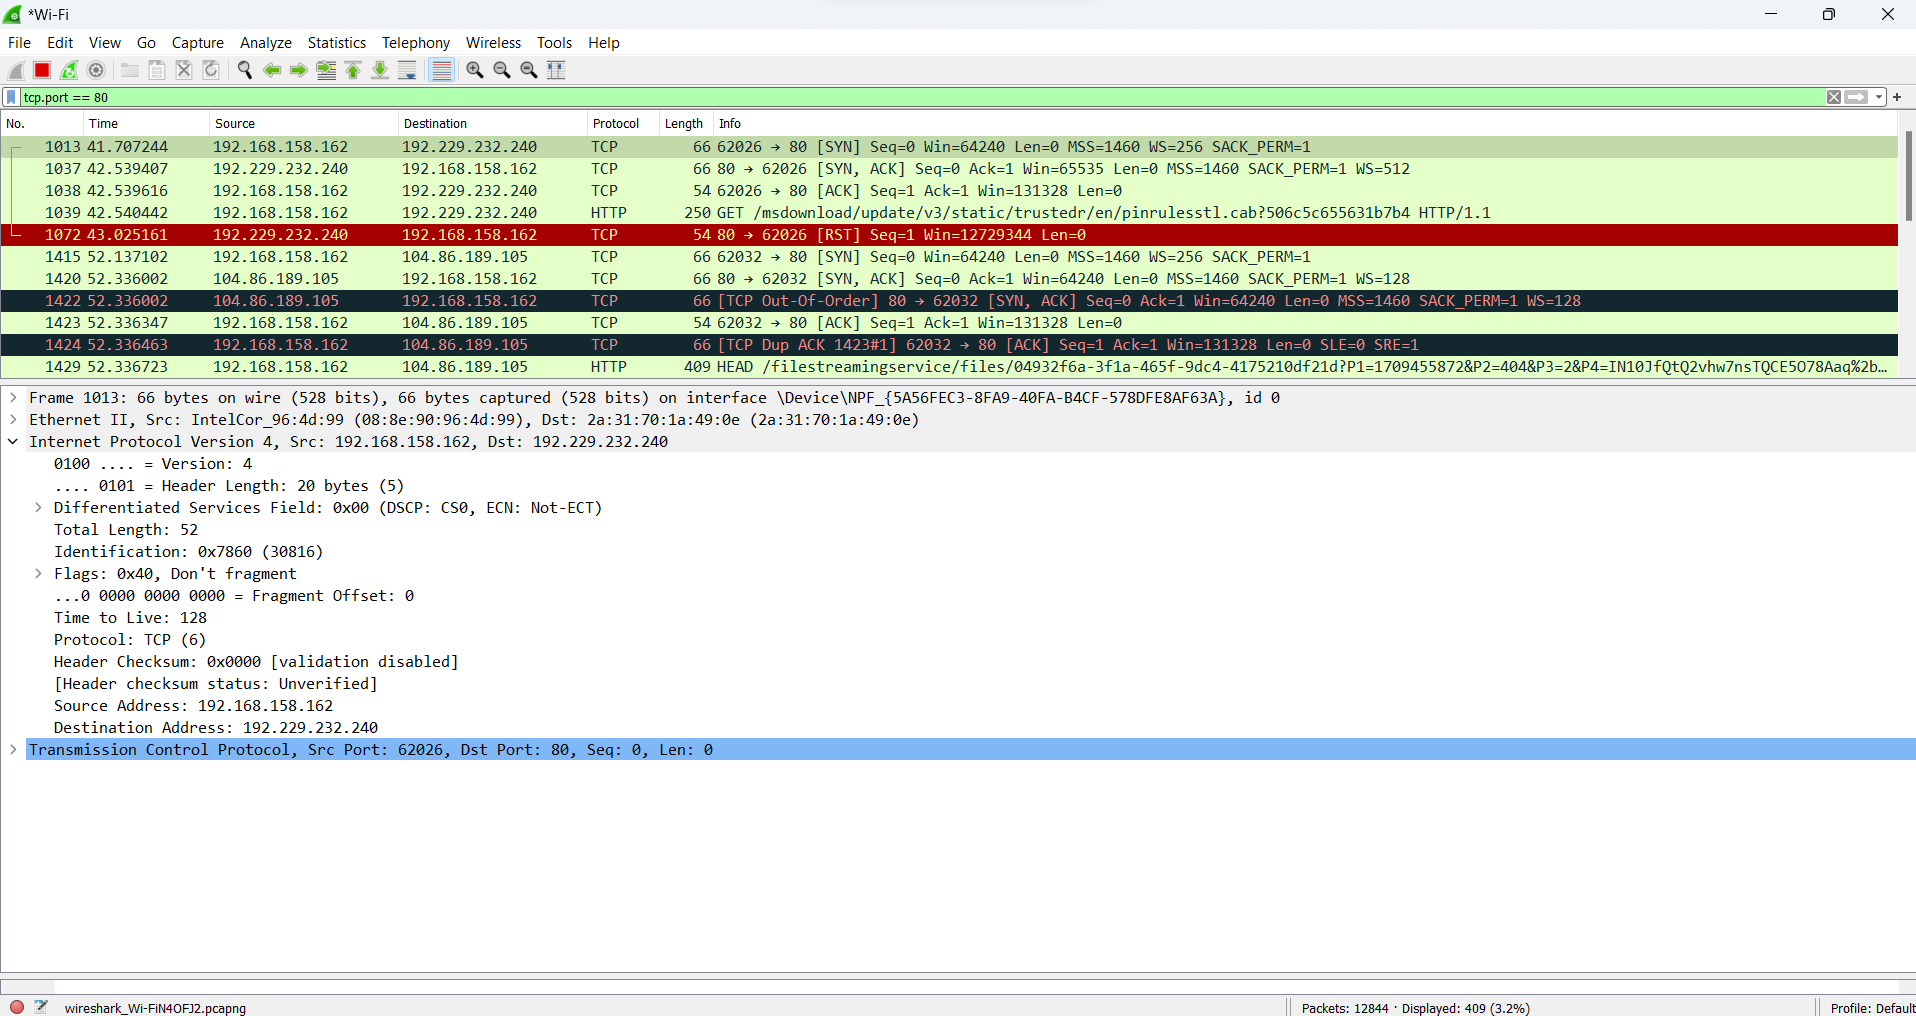 *Wi-Fi
File Edit View Go Capture Analyze Statistics Telephony Wireless Tools Help
tcp.port == 80
No. Time Source Destination Protocol Length Info
1013 41.707244 192.168.158.162 192.229.232.240 TCP 66 62026 → 80 [SYN] Seq=0 Win=64240 Len=0 MSS=1460 WS=256 SACK_PERM=1
1037 42.539407 192.229.232.240 192.168.158.162 TCP 66 80 → 62026 [SYN, ACK] Seq=0 Ack=1 Win=65535 Len=0 MSS=1460 SACK_PERM=1 WS=512
1038 42.539616 192.168.158.162 192.229.232.240 TCP 54 62026 → 80 [ACK] Seq=1 Ack=1 Win=131328 Len=0
1039 42.540442 192.168.158.162 192.229.232.240 HTTP 250 GET /msdownload/update/v3/static/trustedr/en/pinrulesstl.cab?506c5c655631b7b4 HTTP/1.1
1072 43.025161 192.229.232.240 192.168.158.162 TCP 54 80 → 62026 [RST] Seq=1 Win=12729344 Len=0
1415 52.137102 192.168.158.162 104.86.189.105 TCP 66 62032 → 80 [SYN] Seq=0 Win=64240 Len=0 MSS=1460 WS=256 SACK_PERM=1
1420 52.336002 104.86.189.105 192.168.158.162 TCP 66 80 → 62032 [SYN, ACK] Seq=0 Ack=1 Win=64240 Len=0 MSS=1460 SACK_PERM=1 WS=128
1422 52.336002 104.86.189.105 192.168.158.162 TCP 66 [TCP Out-Of-Order] 80 → 62032 [SYN, ACK] Seq=0 Ack=1 Win=64240 Len=0 MSS=1460 SACK_PERM=1 WS=128
1423 52.336347 192.168.158.162 104.86.189.105 TCP 54 62032 → 80 [ACK] Seq=1 Ack=1 Win=131328 Len=0
1424 52.336463 192.168.158.162 104.86.189.105 TCP 66 [TCP Dup ACK 1423#1] 62032 → 80 [ACK] Seq=1 Ack=1 Win=131328 Len=0 SLE=0 SRE=1
1429 52.336723 192.168.158.162 104.86.189.105 HTTP 409 HEAD /filestreamingservice/files/04932f6a-3f1a-465f-9dc4-4175210df21d?P1=1709455872&P2=404&P3=2&P4=IN10JfQtQ2vhw7nsTQCE5O78Aaq%2b…
Frame 1013: 66 bytes on wire (528 bits), 66 bytes captured (528 bits) on interface \Device\NPF_{5A56FEC3-8FA9-40FA-B4CF-578DFE8AF63A}, id 0
Ethernet II, Src: IntelCor_96:4d:99 (08:8e:90:96:4d:99), Dst: 2a:31:70:1a:49:0e (2a:31:70:1a:49:0e)
Internet Protocol Version 4, Src: 192.168.158.162, Dst: 192.229.232.240
0100 .... = Version: 4
.... 0101 = Header Length: 20 bytes (5)
Differentiated Services Field: 0x00 (DSCP: CS0, ECN: Not-ECT)
Total Length: 52
Identification: 0x7860 (30816)
Flags: 0x40, Don't fragment
...0 0000 0000 0000 = Fragment Offset: 0
Time to Live: 128
Protocol: TCP (6)
Header Checksum: 0x0000 [validation disabled]
[Header checksum status: Unverified]
Source Address: 192.168.158.162
Destination Address: 192.229.232.240
Transmission Control Protocol, Src Port: 62026, Dst Port: 80, Seq: 0, Len: 0
wireshark_Wi-FiN4OFJ2.pcapng Packets: 12844 · Displayed: 409 (3.2%) Profile: Default